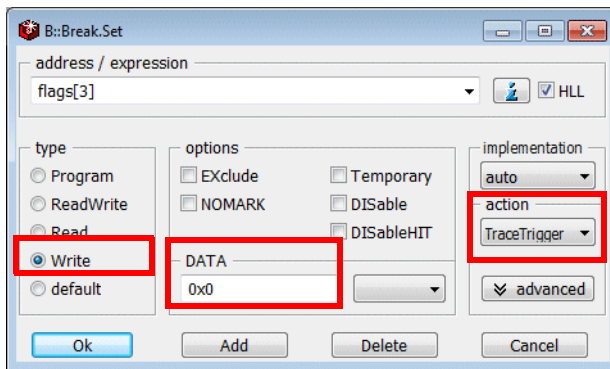 B::Break.Set
address / expression
flags[3]
HLL
type
Program
ReadWrite
Read
Write
default
options
EXclude
NOMARK
Temporary
DISable
DISableHIT
DATA
0x0
implementation
auto
action
TraceTrigger
advanced
Ok
Add
Delete
Cancel